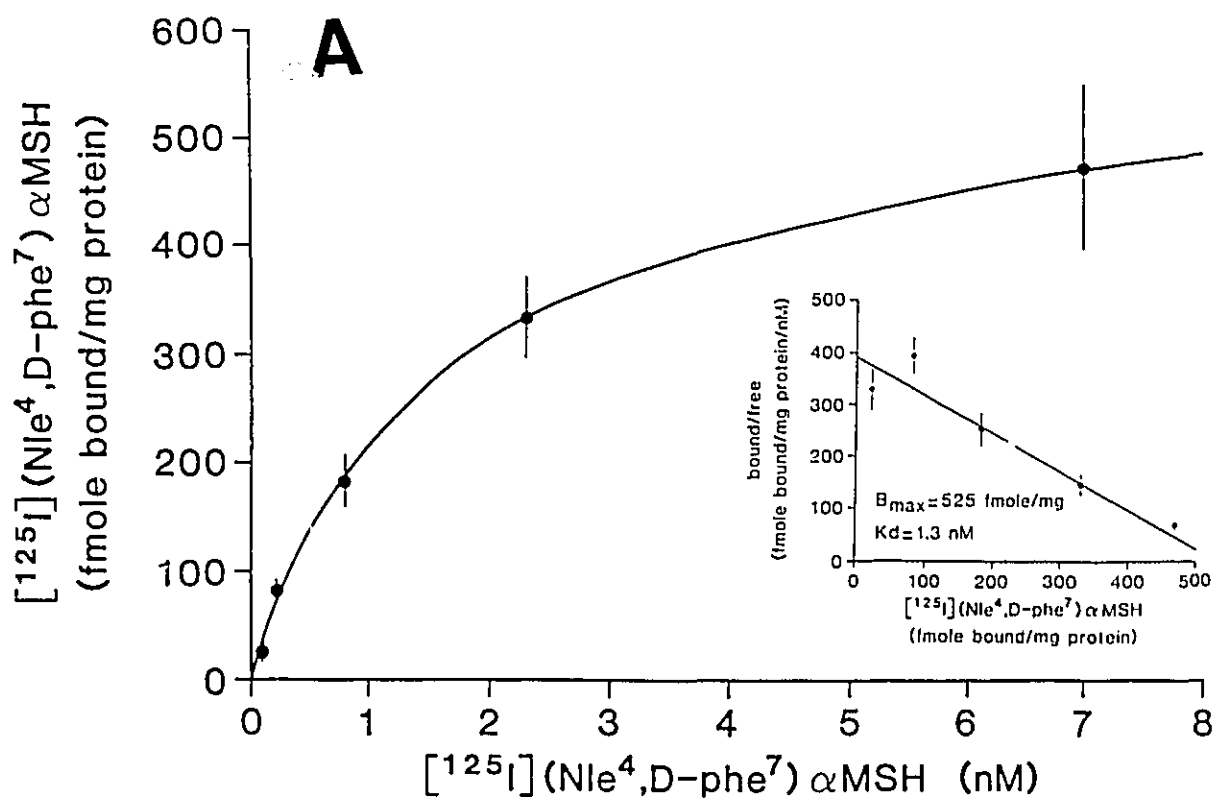 A
600
500
400
300
200
100
0
[¹²⁵I](Nle⁴,D-phe⁷) αMSH
(fmole bound/mg protein)
0 1 2 3 4 5 6 7 8
[¹²⁵I](Nle⁴,D-phe⁷) αMSH (nM)
500
400
300
200
100
0
bound/free
(fmole bound/mg protein/nM)
Bmax=525 fmole/mg
Kd=1.3 nM
0 100 200 300 400 500
[¹²⁵I](Nle⁴,D-phe⁷) αMSH
(fmole bound/mg protein)